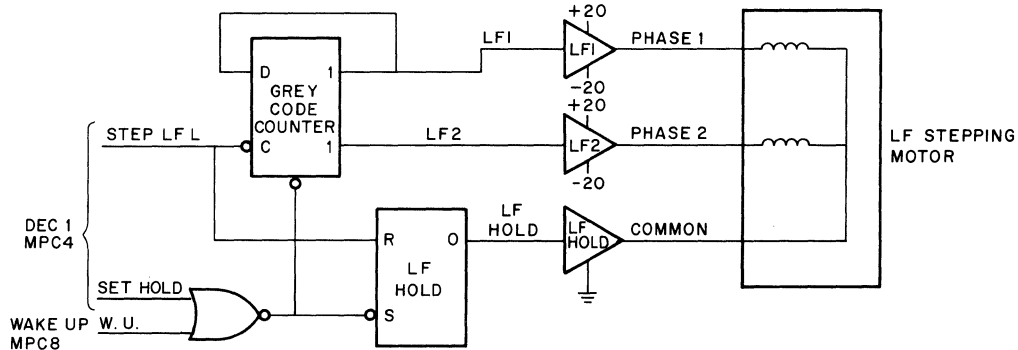 +20
LF1
LF1
PHASE 1
-20
D 1
GREY
CODE
COUNTER
C 1
STEP LF L
LF2
+20
LF2
PHASE 2
-20
LF STEPPING
MOTOR
DEC 1
MPC4
LF
HOLD
LF
HOLD
COMMON
R 0
LF
HOLD
S
SET HOLD
WAKE UP W. U.
MPC8